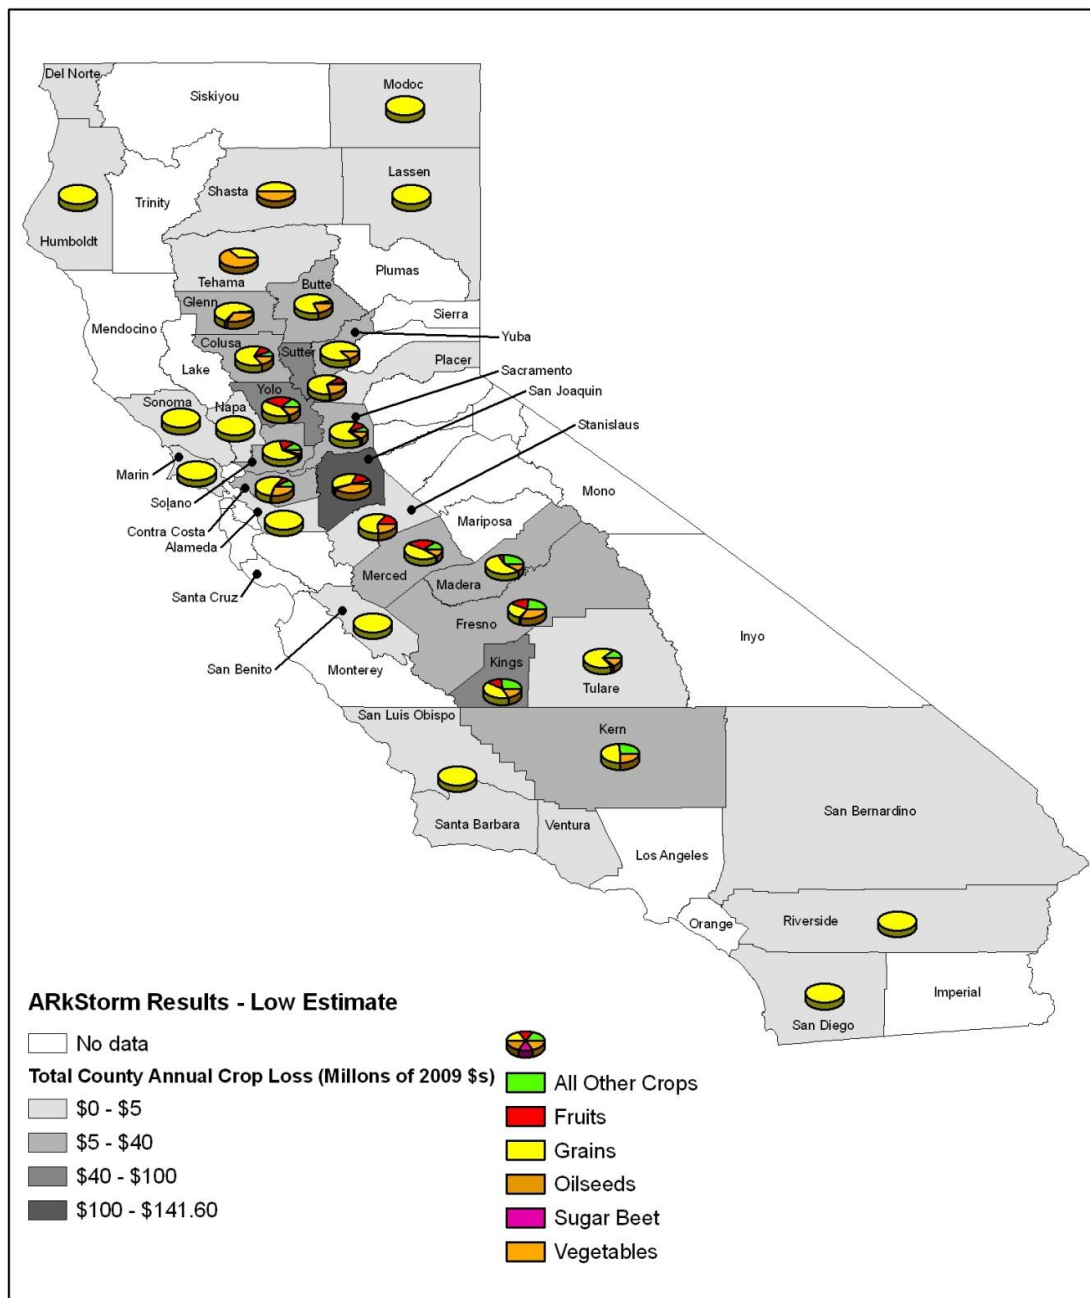 Del Norte
Siskiyou
Modoc
Shasta
Lassen
Trinity
Humboldt
Tehama
Plumas
Butte
Glenn
Sierra
Mendocino
Colusa
Sutter
Yuba
Lake
Placer
Yolo
Sacramento
San Joaquin
Sonoma
Napa
Stanislaus
Marin
Solano
Mono
Contra Costa
Mariposa
Alameda
Merced
Madera
Santa Cruz
Fresno
Inyo
San Benito
Monterey
Kings
Tulare
San Luis Obispo
Kern
San Bernardino
Santa Barbara
Ventura
Los Angeles
Orange
Riverside
Imperial
San Diego
ARkStorm Results - Low Estimate
No data
Total County Annual Crop Loss (Millons of 2009 $s)
$0 - $5
$5 - $40
$40 - $100
$100 - $141.60
All Other Crops
Fruits
Grains
Oilseeds
Sugar Beet
Vegetables